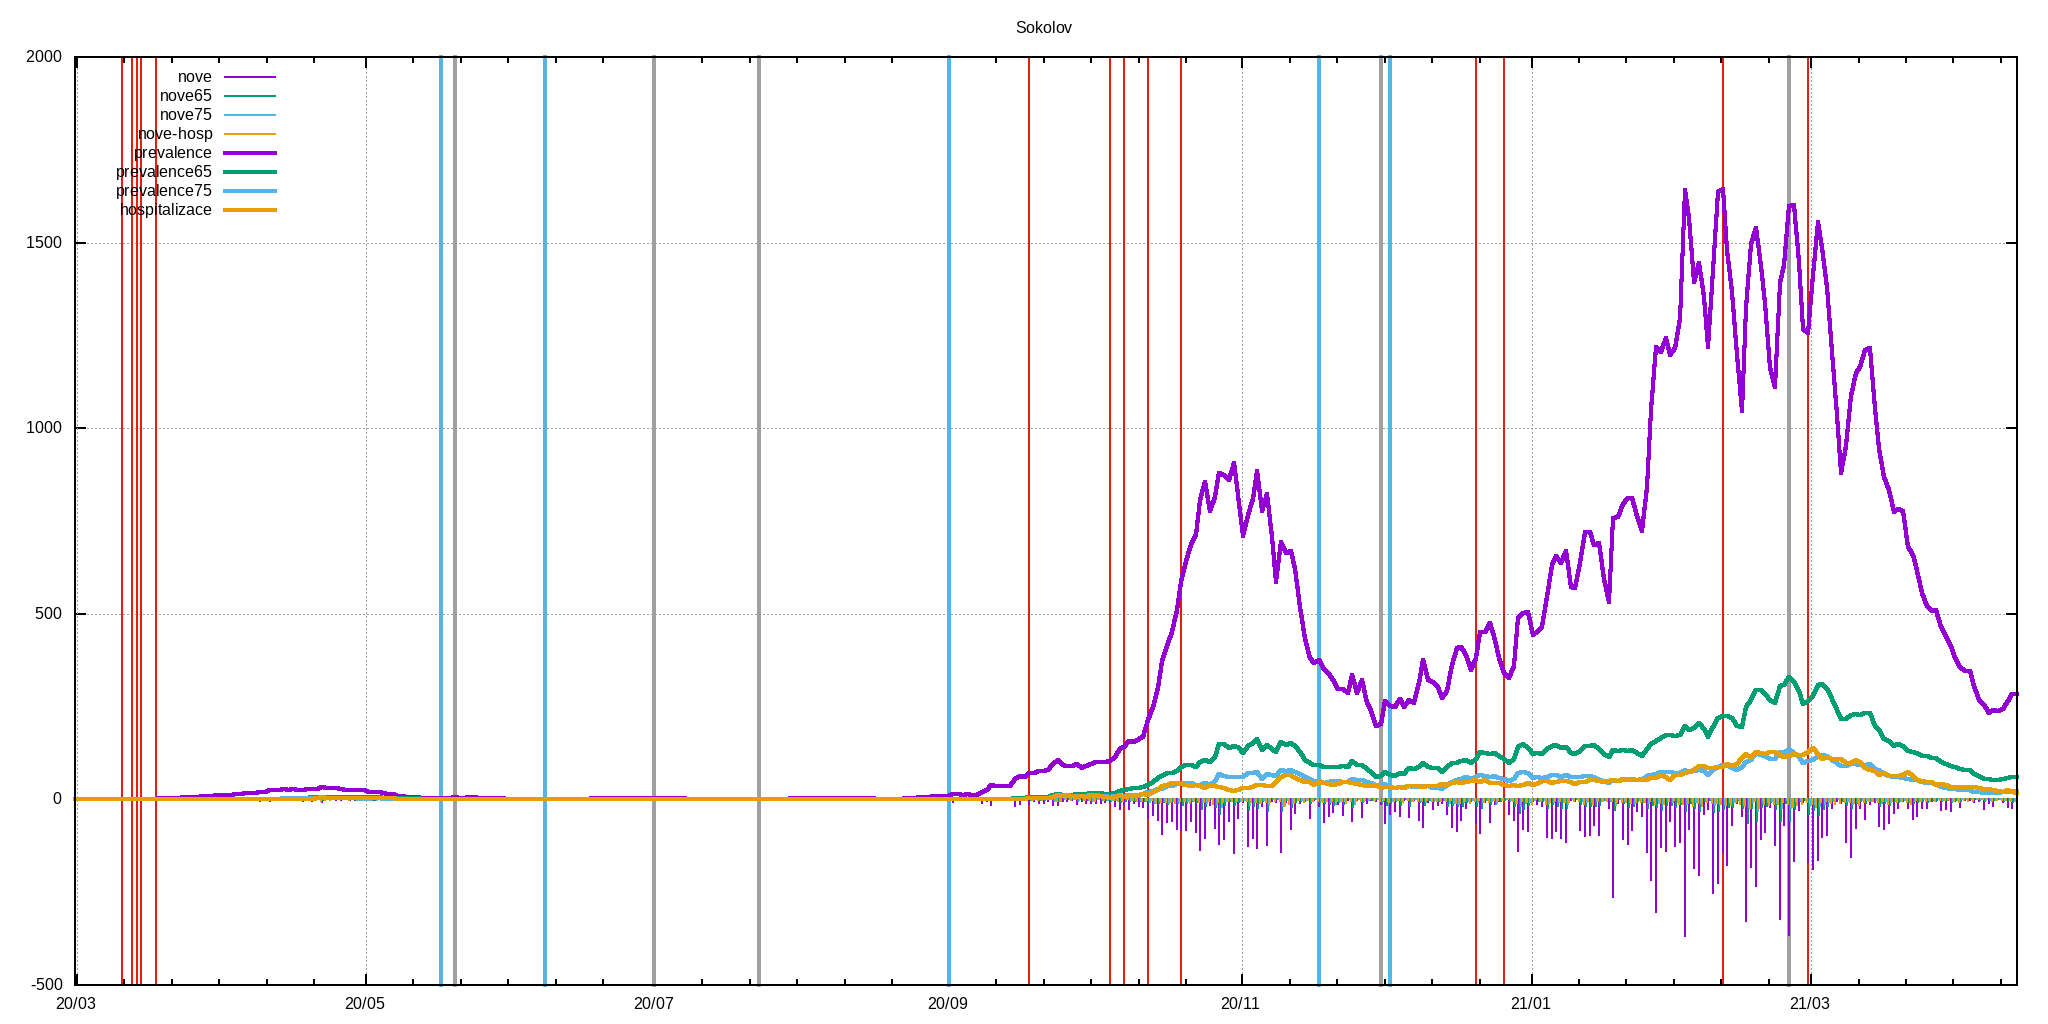 Sokolov
2000
1500
1000
500
0
-500
nove
nove65
nove75
nove-hosp
prevalence
prevalence65
prevalence75
hospitalizace
20/03 20/05 20/07 20/09 20/11 21/01 21/03